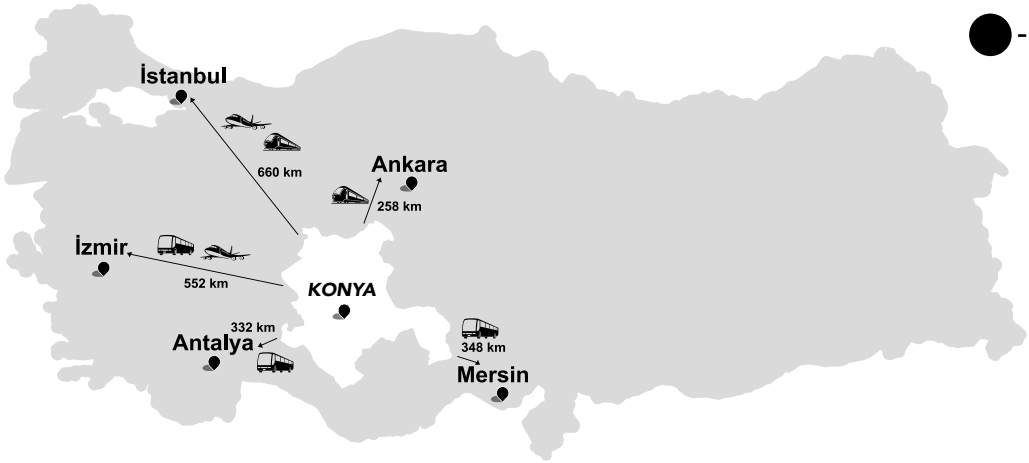 İstanbul
660 km
Ankara
258 km
İzmir
552 km
KONYA
332 km
Antalya
348 km
Mersin
-